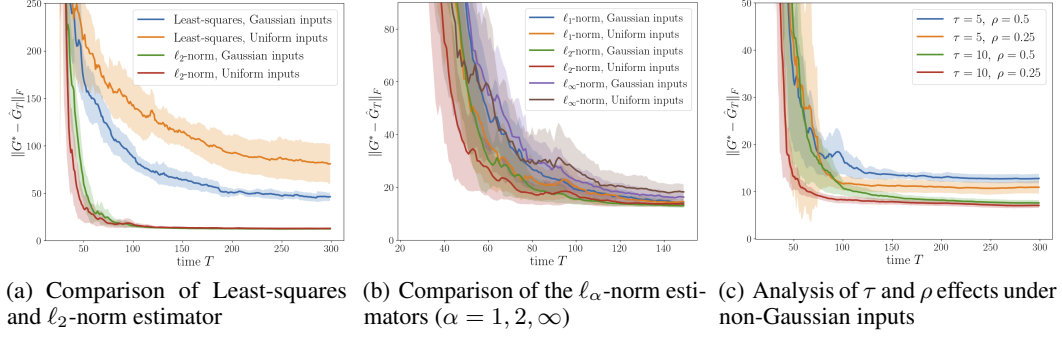 250
200
150
100
50
0
50
100
150
200
250
300
time T
∥G* − Ĝ_T∥_F
Least-squares, Gaussian inputs
Least-squares, Uniform inputs
ℓ₂-norm, Gaussian inputs
ℓ₂-norm, Uniform inputs
(a) Comparison of Least-squares
and ℓ₂-norm estimator
80
60
40
20
0
20
40
60
80
100
120
140
time T
∥G* − Ĝ_T∥_F
ℓ₁-norm, Gaussian inputs
ℓ₁-norm, Uniform inputs
ℓ₂-norm, Gaussian inputs
ℓ₂-norm, Uniform inputs
ℓ∞-norm, Gaussian inputs
ℓ∞-norm, Uniform inputs
(b) Comparison of the ℓα-norm esti-
mators (α = 1, 2, ∞)
50
40
30
20
10
0
50
100
150
200
250
300
time T
∥G* − Ĝ_T∥_F
τ = 5, ρ = 0.5
τ = 5, ρ = 0.25
τ = 10, ρ = 0.5
τ = 10, ρ = 0.25
(c) Analysis of τ and ρ effects under
non-Gaussian inputs